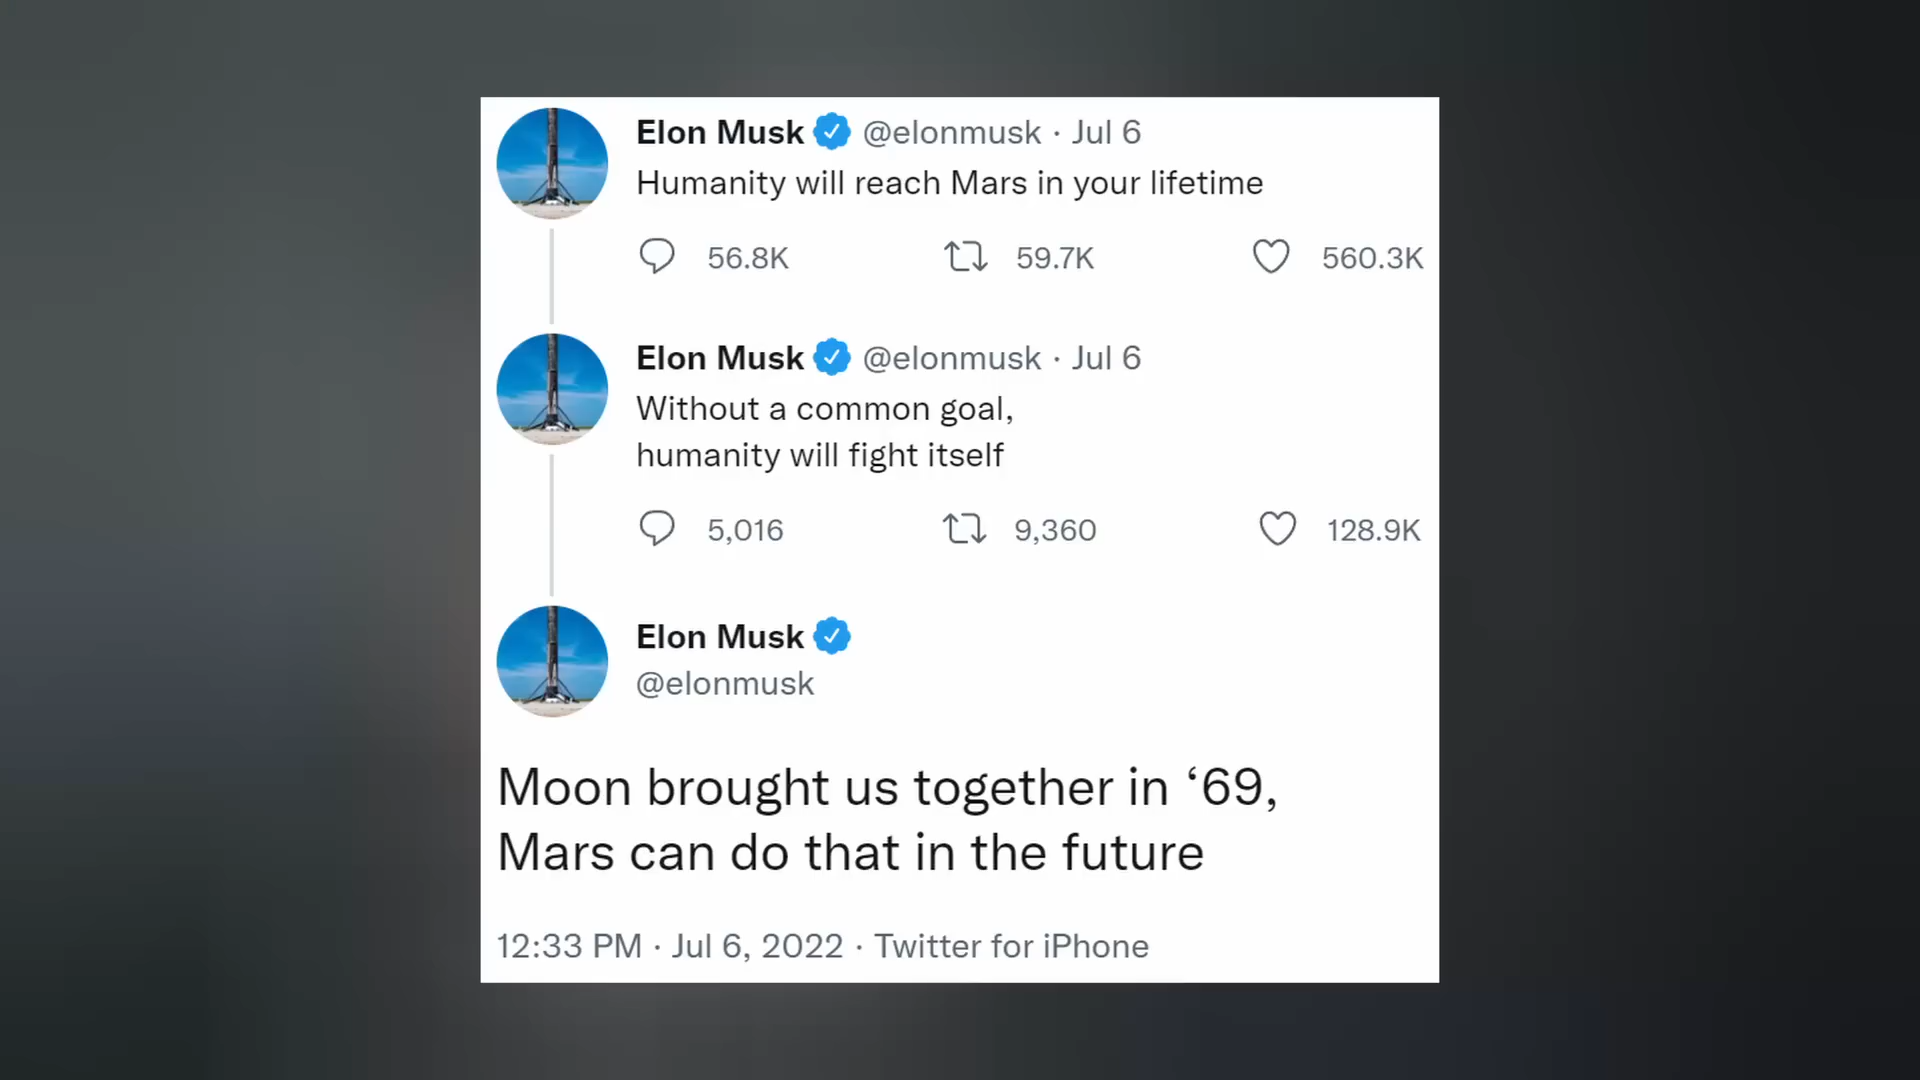 Elon Musk @elonmusk · Jul 6
Humanity will reach Mars in your lifetime
56.8K 59.7K 560.3K
Elon Musk @elonmusk · Jul 6
Without a common goal,
humanity will fight itself
5,016 9,360 128.9K
Elon Musk
@elonmusk
Moon brought us together in ‘69,
Mars can do that in the future
12:33 PM · Jul 6, 2022 · Twitter for iPhone